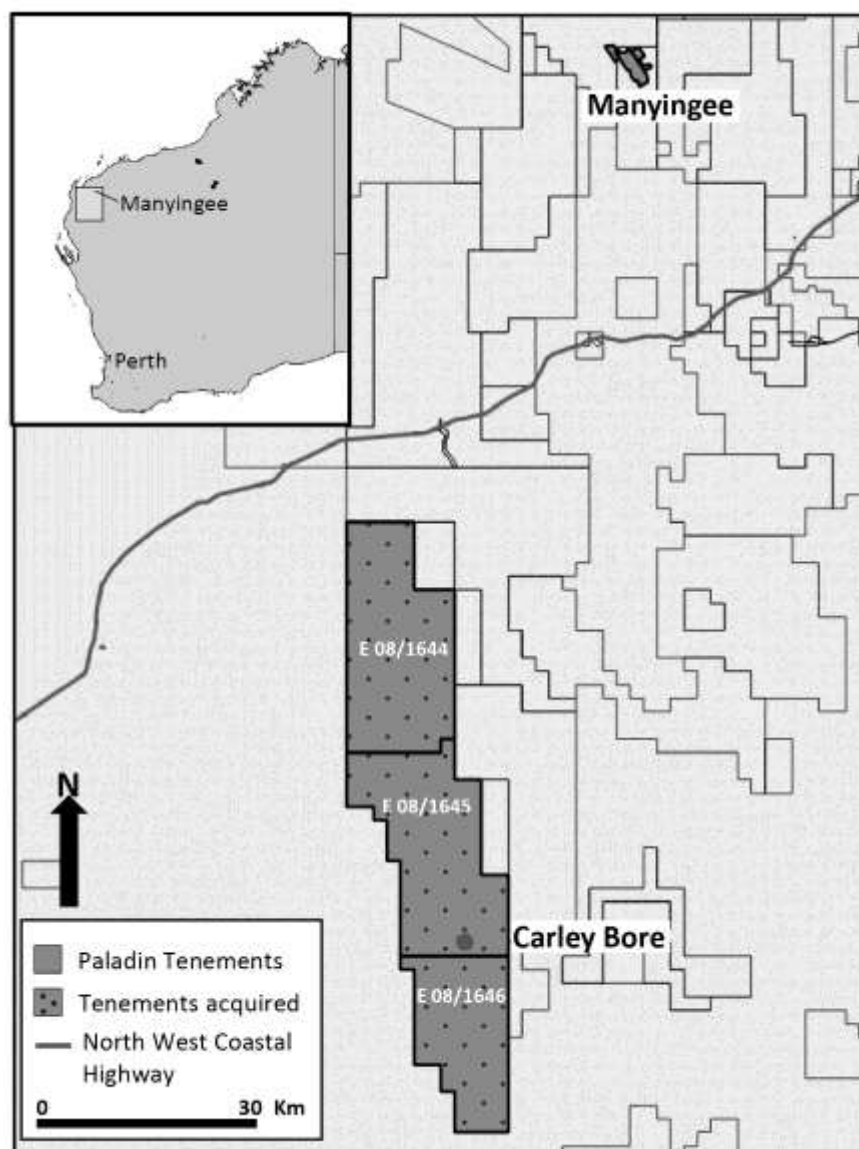 Manyingee
Manyingee
Perth
E 08/1644
N
E 08/1645
Carley Bore
E 08/1646
Paladin Tenements
Tenements acquired
North West Coastal
Highway
0 30 Km